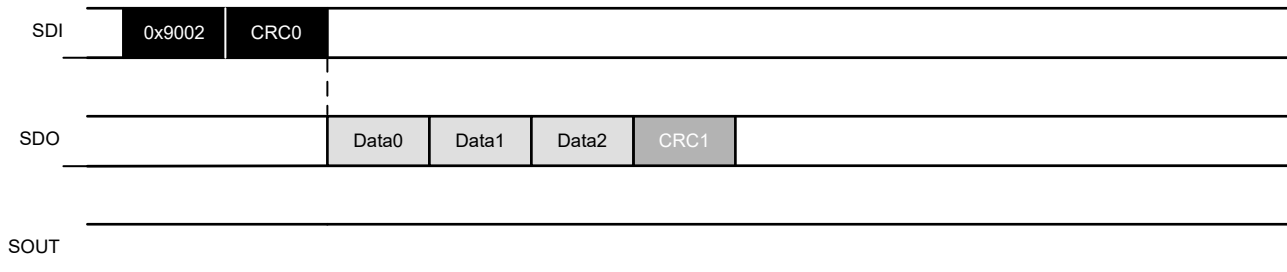 SDI 0x9002 CRC0
SDO Data0 Data1 Data2 CRC1
SOUT